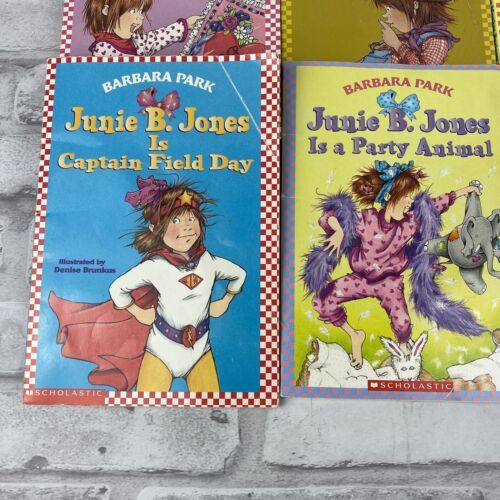 BARBARA PARK
Junie B. Jones
Is
Captain Field Day
Illustrated by
Denise Brunkus
SCHOLASTIC
BARBARA PARK
Junie B. Jones
Is a Party Animal
SCHOLASTIC